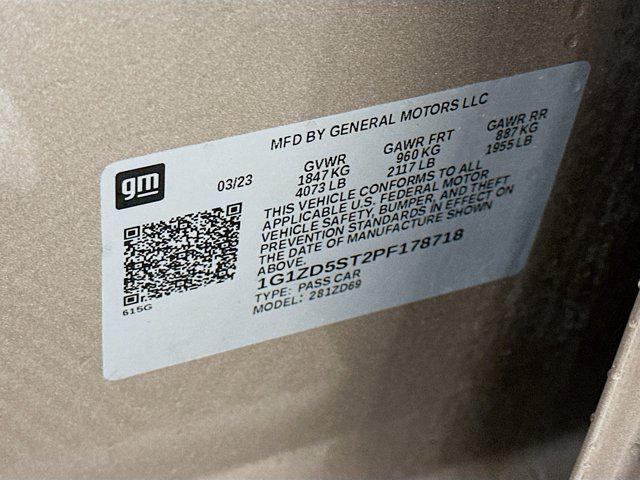 MFD BY GENERAL MOTORS LLC
gm
03/23
GVWR GAWR FRT GAWR RR
1847 KG 960 KG 887 KG
4073 LB 2117 LB 1955 LB
THIS VEHICLE CONFORMS TO ALL
APPLICABLE U.S. FEDERAL MOTOR
VEHICLE SAFETY, BUMPER, AND THEFT
PREVENTION STANDARDS IN EFFECT ON
THE DATE OF MANUFACTURE SHOWN
ABOVE.
1G1ZD5ST2PF178718
TYPE: PASS CAR
MODEL: 281ZD69
615G